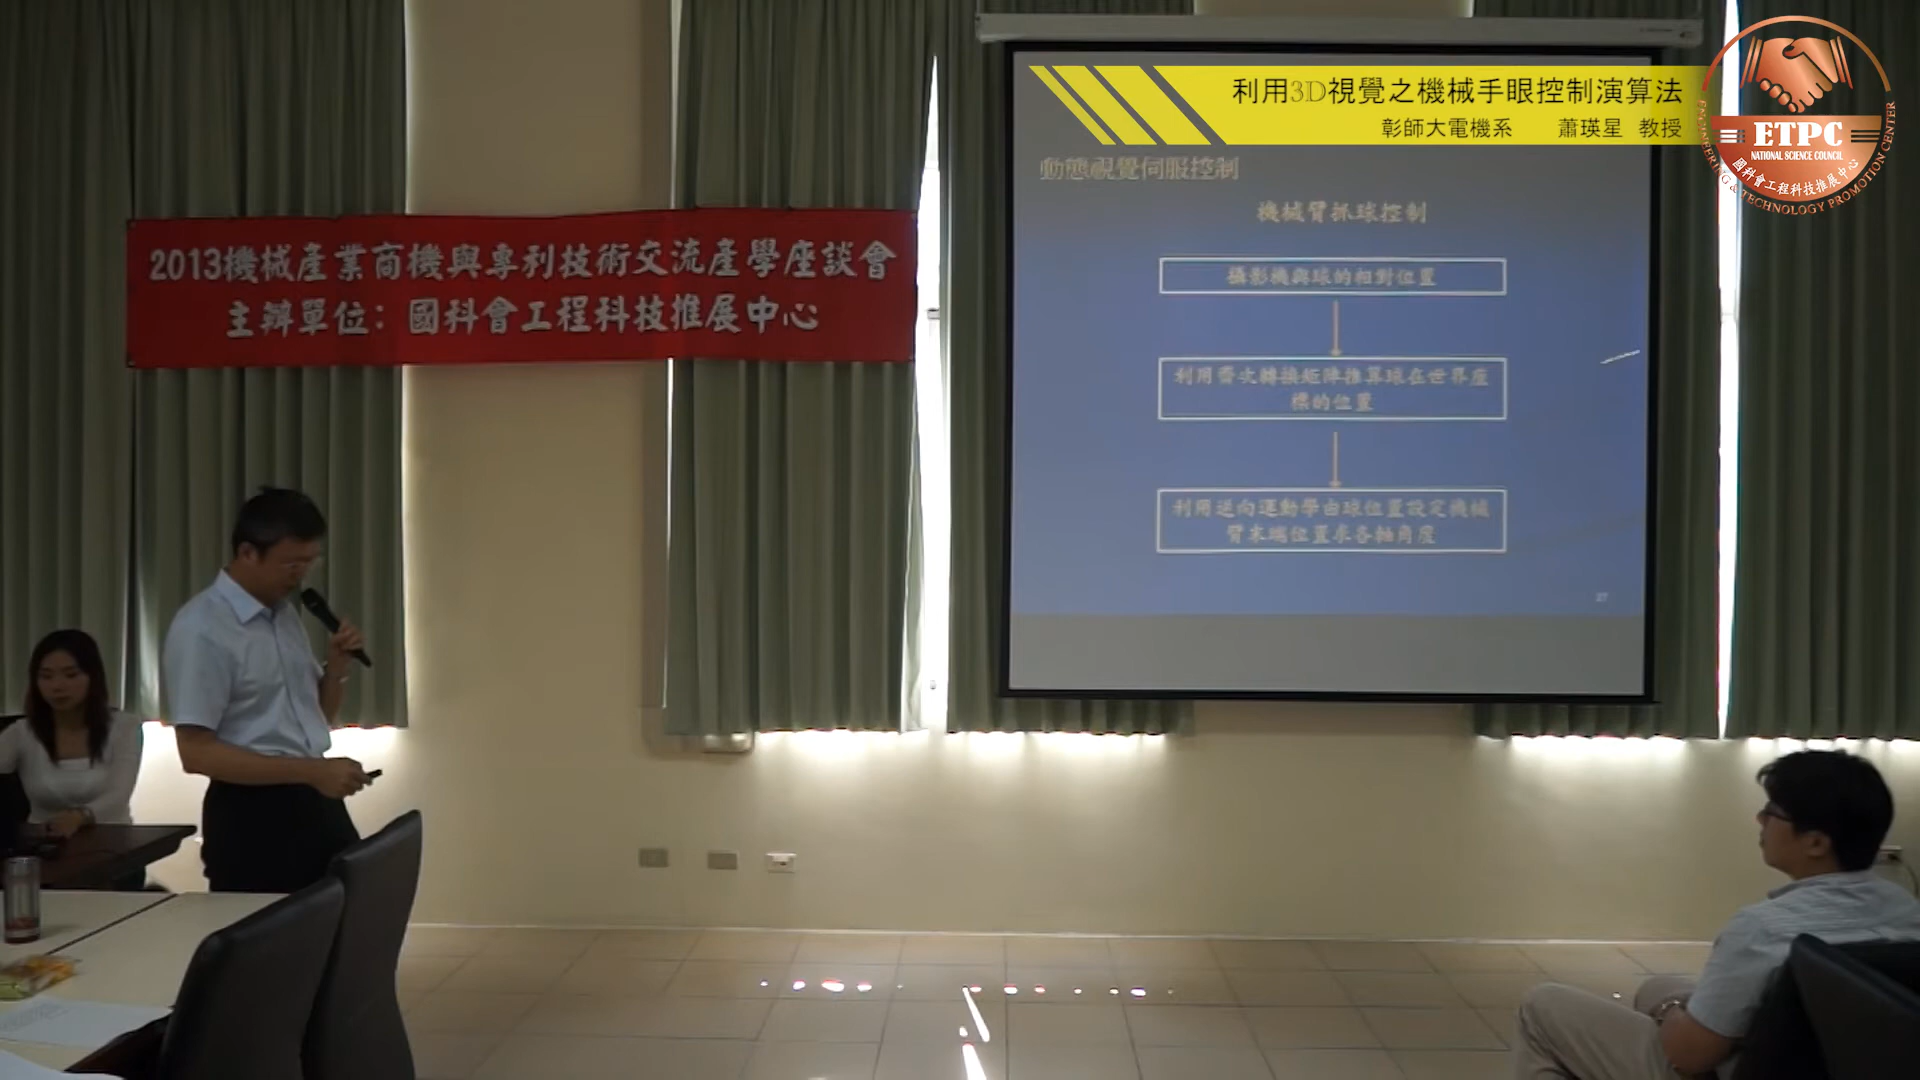 利用3D視覺之機械手眼控制演算法
彰師大電機系 蕭瑛星 教授
ETPC
NATIONAL SCIENCE COUNCIL
國科會工程科技推展中心
ENGINEERING & TECHNOLOGY PROMOTION CENTER
2013機械產業商機與專利技術交流產學座談會
主辦單位：國科會工程科技推展中心
動態視覺伺服控制
機械臂抓球控制
攝影機與球的相對位置
利用齊次轉換矩陣推算球在世界座
標的位置
利用逆向運動學由球位置設定機械
臂末端位置求各軸角度
27